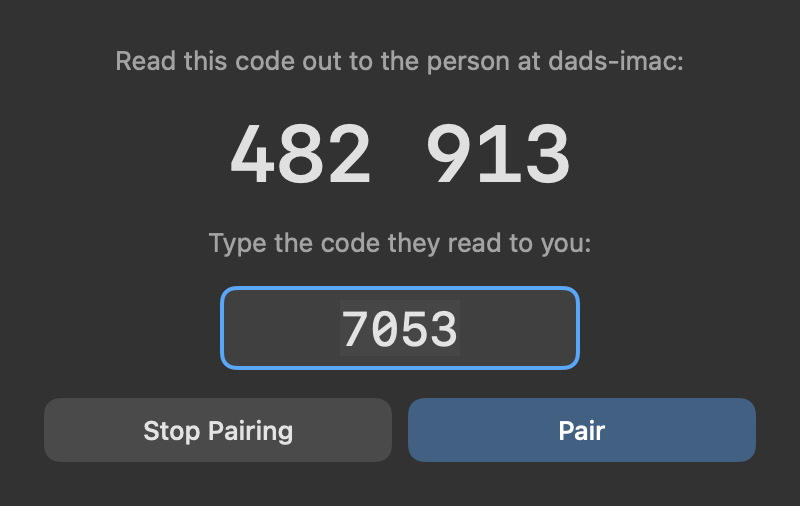 Read this code out to the person at dads-imac:
482 913
Type the code they read to you:
7053
Stop Pairing
Pair